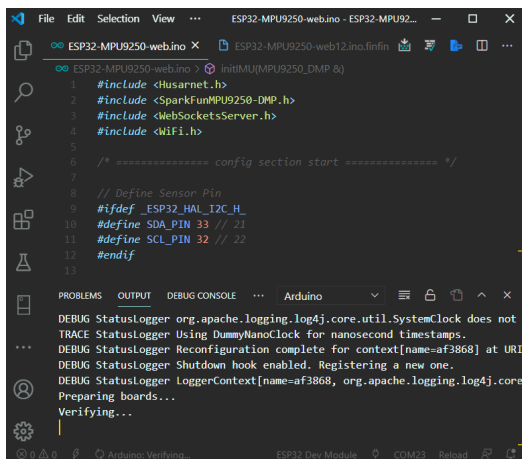 File Edit Selection View ··· ESP32-MPU9250-web.ino - ESP32-MPU92...
ESP32-MPU9250-web.ino ESP32-MPU9250-web12.ino.finfin
ESP32-MPU9250-web.ino > initIMU(MPU9250_DMP &)
1 #include <Husarnet.h>
2 #include <SparkFunMPU9250-DMP.h>
3 #include <WebSocketsServer.h>
4 #include <WiFi.h>
5
6 /* =============== config section start =============== */
7
8 // Define Sensor Pin
9 #ifdef _ESP32_HAL_I2C_H_
10 #define SDA_PIN 33 // 21
11 #define SCL_PIN 32 // 22
12 #endif
13
PROBLEMS OUTPUT DEBUG CONSOLE ··· Arduino
DEBUG StatusLogger org.apache.logging.log4j.core.util.SystemClock does not
TRACE StatusLogger Using DummyNanoClock for nanosecond timestamps.
DEBUG StatusLogger Reconfiguration complete for context[name=af3868] at URI
DEBUG StatusLogger Shutdown hook enabled. Registering a new one.
DEBUG StatusLogger LoggerContext[name=af3868, org.apache.logging.log4j.core
Preparing boards...
Verifying...
0 0 Arduino: Verifying... ESP32 Dev Module COM23 Reload